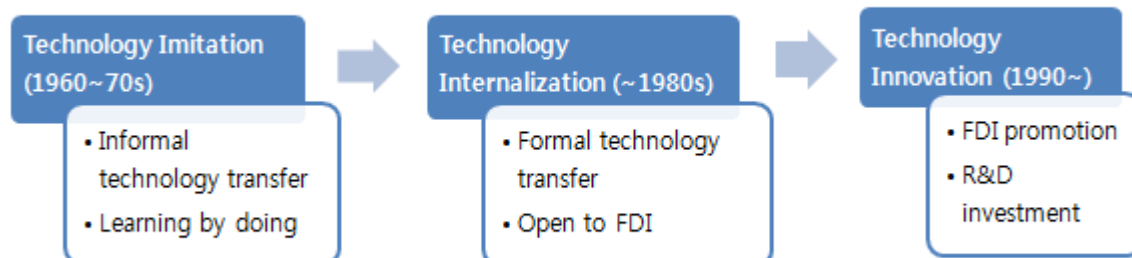 Technology Imitation
(1960~70s)
• Informal
technology transfer
• Learning by doing
Technology
Internalization (~1980s)
• Formal technology
transfer
• Open to FDI
Technology
Innovation (1990~)
• FDI promotion
• R&D
investment